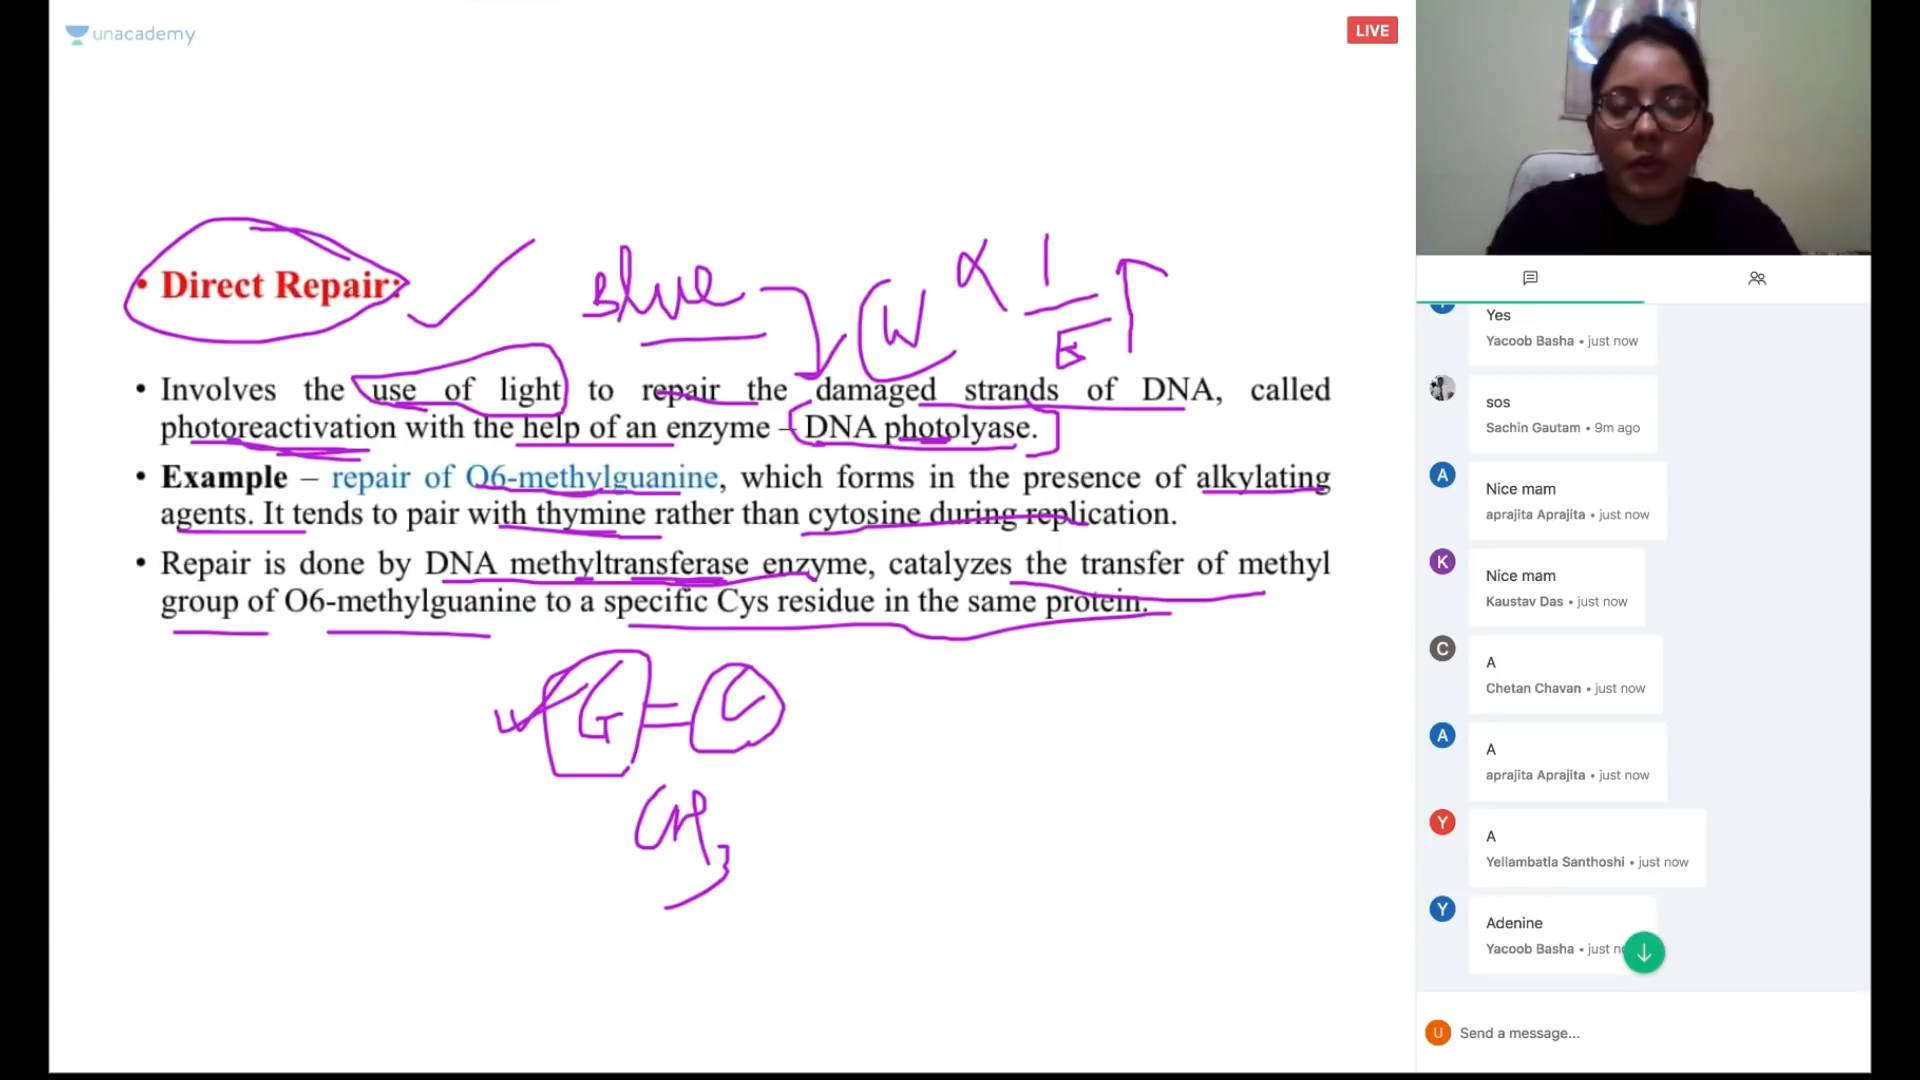 unacademy
LIVE
• Direct Repair:
Blue
W ∝ 1/E ↑
• Involves the use of light to repair the damaged strands of DNA, called
photoreactivation with the help of an enzyme – DNA photolyase.
• Example – repair of O6-methylguanine, which forms in the presence of alkylating
agents. It tends to pair with thymine rather than cytosine during replication.
• Repair is done by DNA methyltransferase enzyme, catalyzes the transfer of methyl
group of O6-methylguanine to a specific Cys residue in the same protein.
G = C
CH3
Yes
Yacoob Basha • just now
sos
Sachin Gautam • 9m ago
A
Nice mam
aprajita Aprajita • just now
K
Nice mam
Kaustav Das • just now
C
A
Chetan Chavan • just now
A
A
aprajita Aprajita • just now
Y
A
Yellambatla Santhoshi • just now
Y
Adenine
Yacoob Basha • just
U
Send a message...